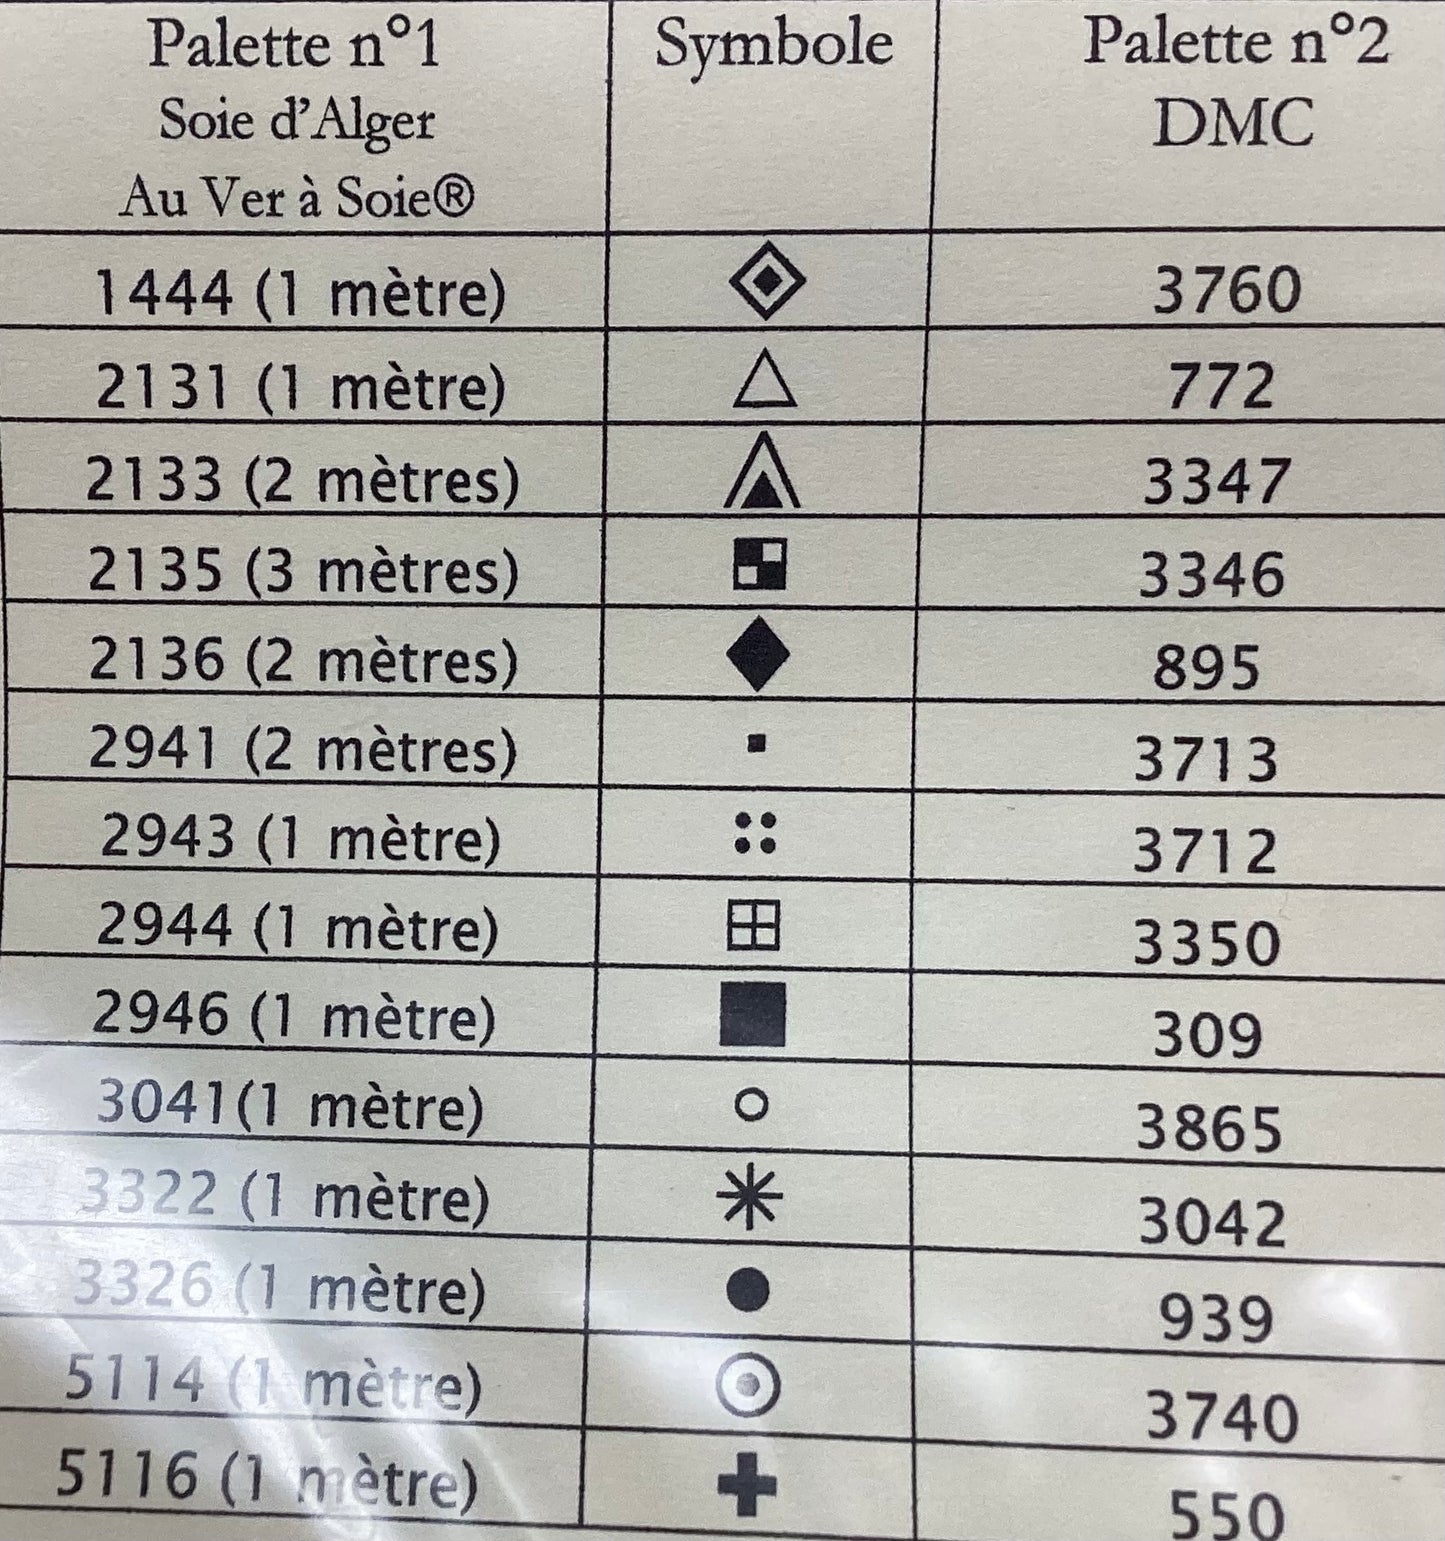 Palette n°1 Symbole Palette n°2
Soie d'Alger DMC
Au Ver à Soie®
1444 (1 mètre) 3760
2131 (1 mètre) 772
2133 (2 mètres) 3347
2135 (3 mètres) 3346
2136 (2 mètres) 895
2941 (2 mètres) 3713
2943 (1 mètre) 3712
2944 (1 mètre) 3350
2946 (1 mètre) 309
3041(1 mètre) 3865
3322 (1 mètre) 3042
3326 (1 mètre) 939
5114 (1 mètre) 3740
5116 (1 mètre) 550